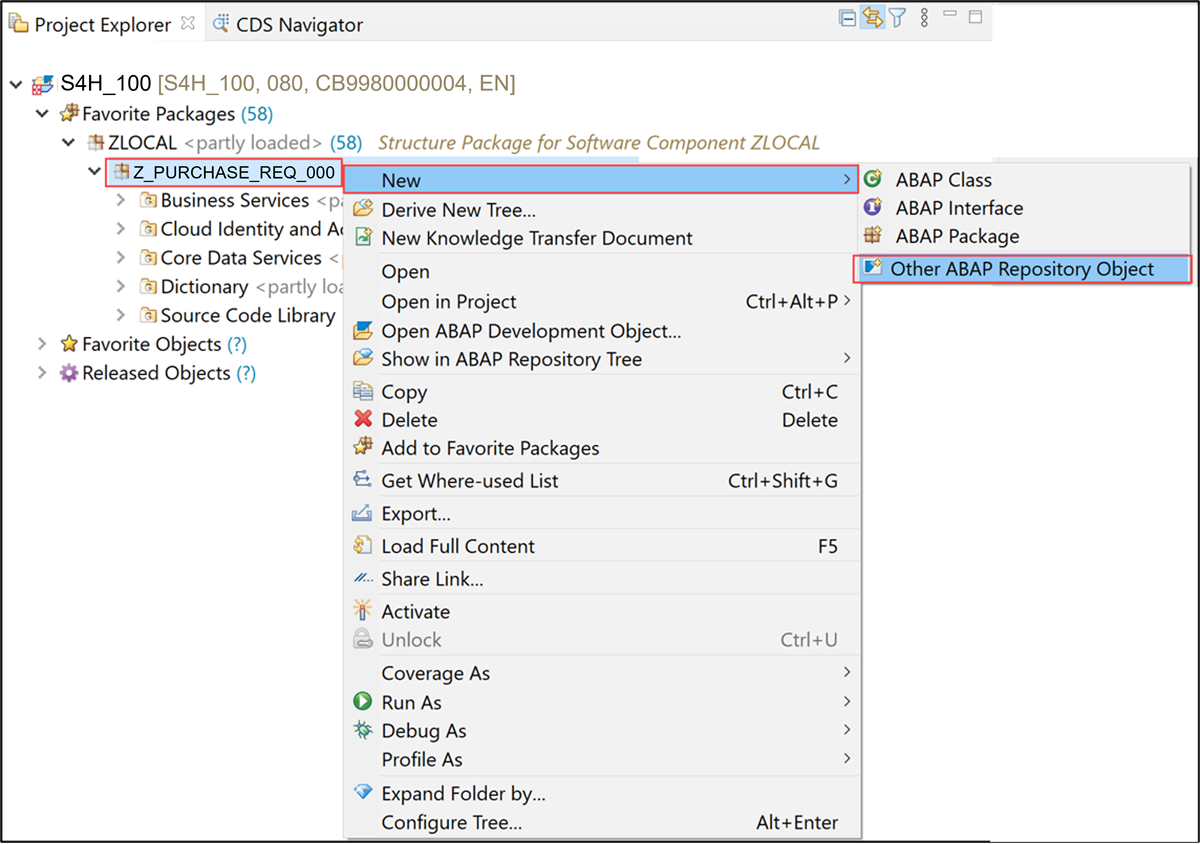 Project Explorer CDS Navigator
S4H_100 [S4H_100, 080, CB9980000004, EN]
Favorite Packages (58)
ZLOCAL <partly loaded> (58) Structure Package for Software Component ZLOCAL
Z_PURCHASE_REQ_000
Business Services <pa
Cloud Identity and Ac
Core Data Services <
Dictionary <partly loa
Source Code Library
Favorite Objects (?)
Released Objects (?)
New
Derive New Tree...
New Knowledge Transfer Document
Open
Open in Project Ctrl+Alt+P
Open ABAP Development Object...
Show in ABAP Repository Tree
Copy Ctrl+C
Delete Delete
Add to Favorite Packages
Get Where-used List Ctrl+Shift+G
Export...
Load Full Content F5
Share Link...
Activate
Unlock Ctrl+U
Coverage As
Run As
Debug As
Profile As
Expand Folder by...
Configure Tree... Alt+Enter
ABAP Class
ABAP Interface
ABAP Package
Other ABAP Repository Object